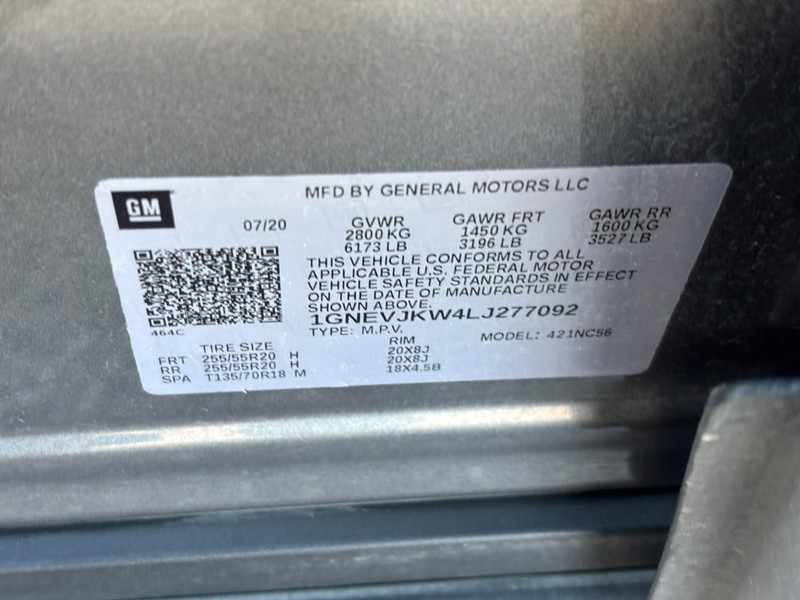 GM
MFD BY GENERAL MOTORS LLC
07/20
GVWR
2800 KG
6173 LB
GAWR FRT
1450 KG
3196 LB
GAWR RR
1600 KG
3527 LB
THIS VEHICLE CONFORMS TO ALL
APPLICABLE U.S. FEDERAL MOTOR
VEHICLE SAFETY STANDARDS IN EFFECT
ON THE DATE OF MANUFACTURE
SHOWN ABOVE.
1GNEVJKW4LJ277092
TYPE: M.P.V.
MODEL: 421NC56
464C
TIRE SIZE
RIM
FRT 255/55R20 H 20X8J
RR 255/55R20 H 20X8J
SPA T135/70R18 M 18X4.5B